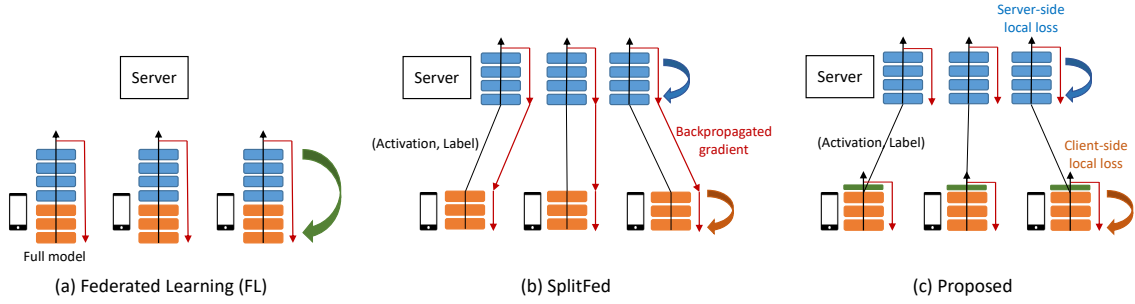 Server
Full model
(a) Federated Learning (FL)
Server
(Activation, Label)
Backpropagated
gradient
(b) SplitFed
Server-side
local loss
Server
(Activation, Label)
Client-side
local loss
(c) Proposed